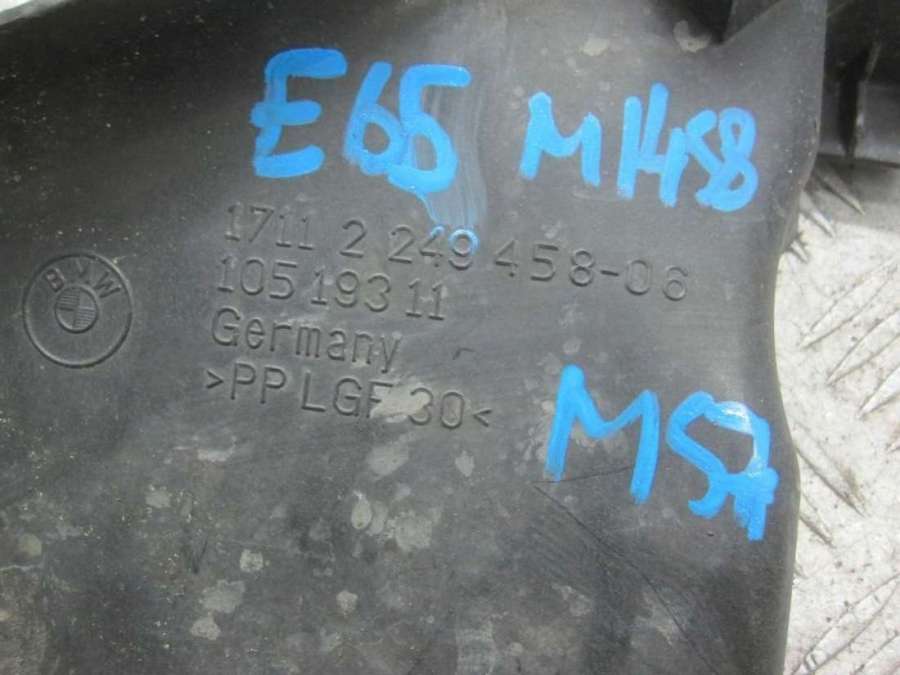 E65 M1458
1711 2 249 458-06
BMW
105 193 11
Germany
>PP LGF 30<
M57